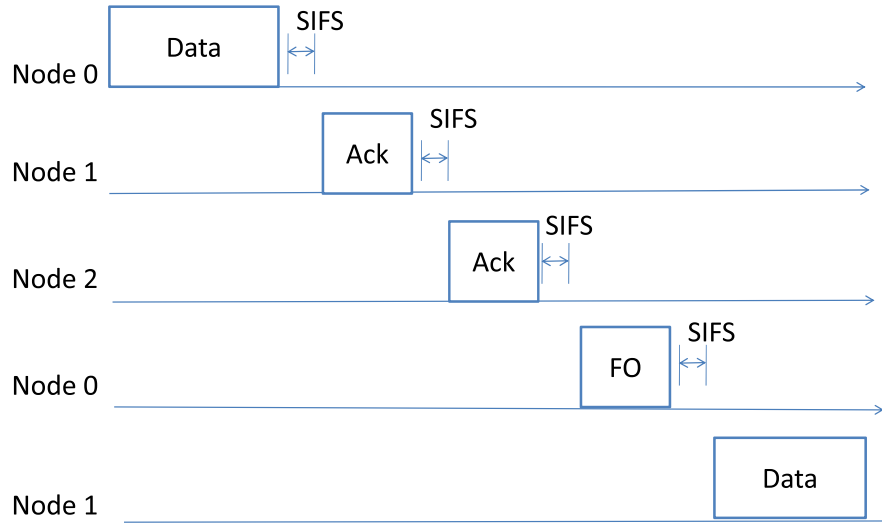 SIFS
Data
Node 0
SIFS
Ack
Node 1
SIFS
Ack
Node 2
SIFS
FO
Node 0
Data
Node 1